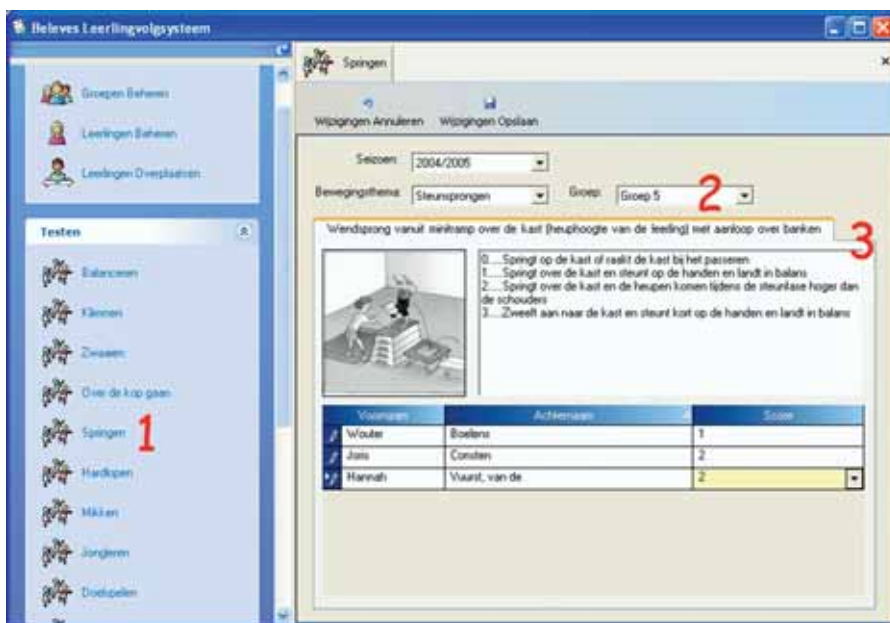 Beleves Leerlingvolgsysteem
Groepen Beheren
Leerlingen Beheren
Leerlingen Overplaatsen
Testen
Balanceren
Klimmen
Zwaaien
Over de kop gaan
Springen
1
Hardlopen
Mikken
Jongleren
Doelspelen
Springen
Wijzigingen Annuleren Wijzigingen Opslaan
Seizoen: 2004/2005
Bewegingsthema: Steunsprongen Groep: Groep 5
2
Wendsprong vanuit minitramp over de kast (heuphoogte van de leerling) met aanloop over banken
3
0....Springt op de kast of raakt de kast bij het passeren
1....Springt over de kast en steunt op de handen en landt in balans
2....Springt over de kast en de heupen komen tijdens de steunfase hoger dan
de schouders
3....Zweeft aan naar de kast en steunt kort op de handen en landt in balans
Voornaam Achternaam Score
Wouter Boelens 1
Joris Consten 2
Hannah Vuurst, van de 2